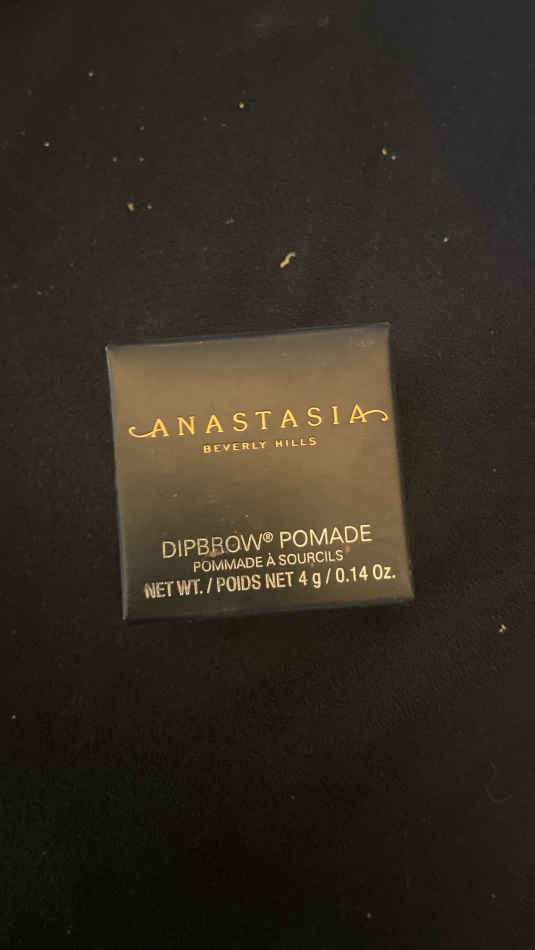 ANASTASIA
BEVERLY HILLS
DIPBROW® POMADE
POMMADE À SOURCILS
NET WT. / POIDS NET 4 g / 0.14 Oz.